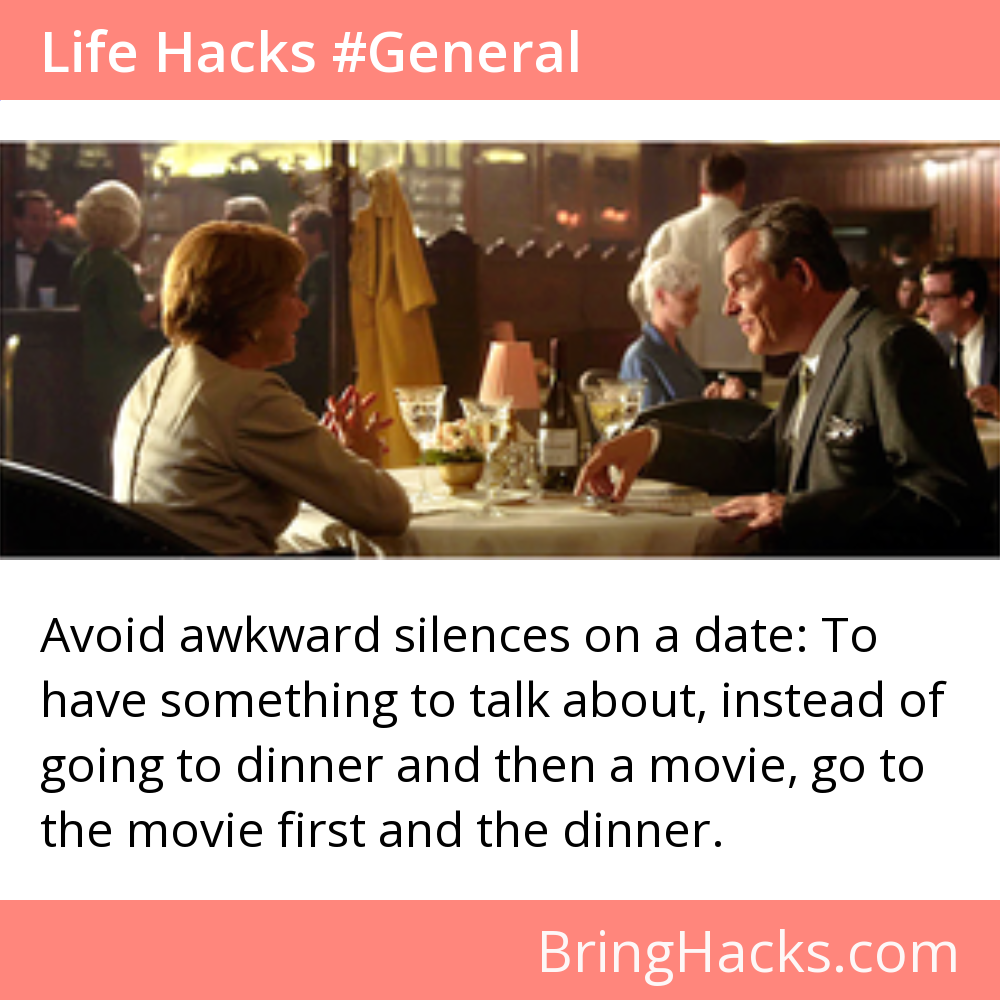 Life Hacks #General
Avoid awkward silences on a date: To
have something to talk about, instead of
going to dinner and then a movie, go to
the movie first and the dinner.
BringHacks.com